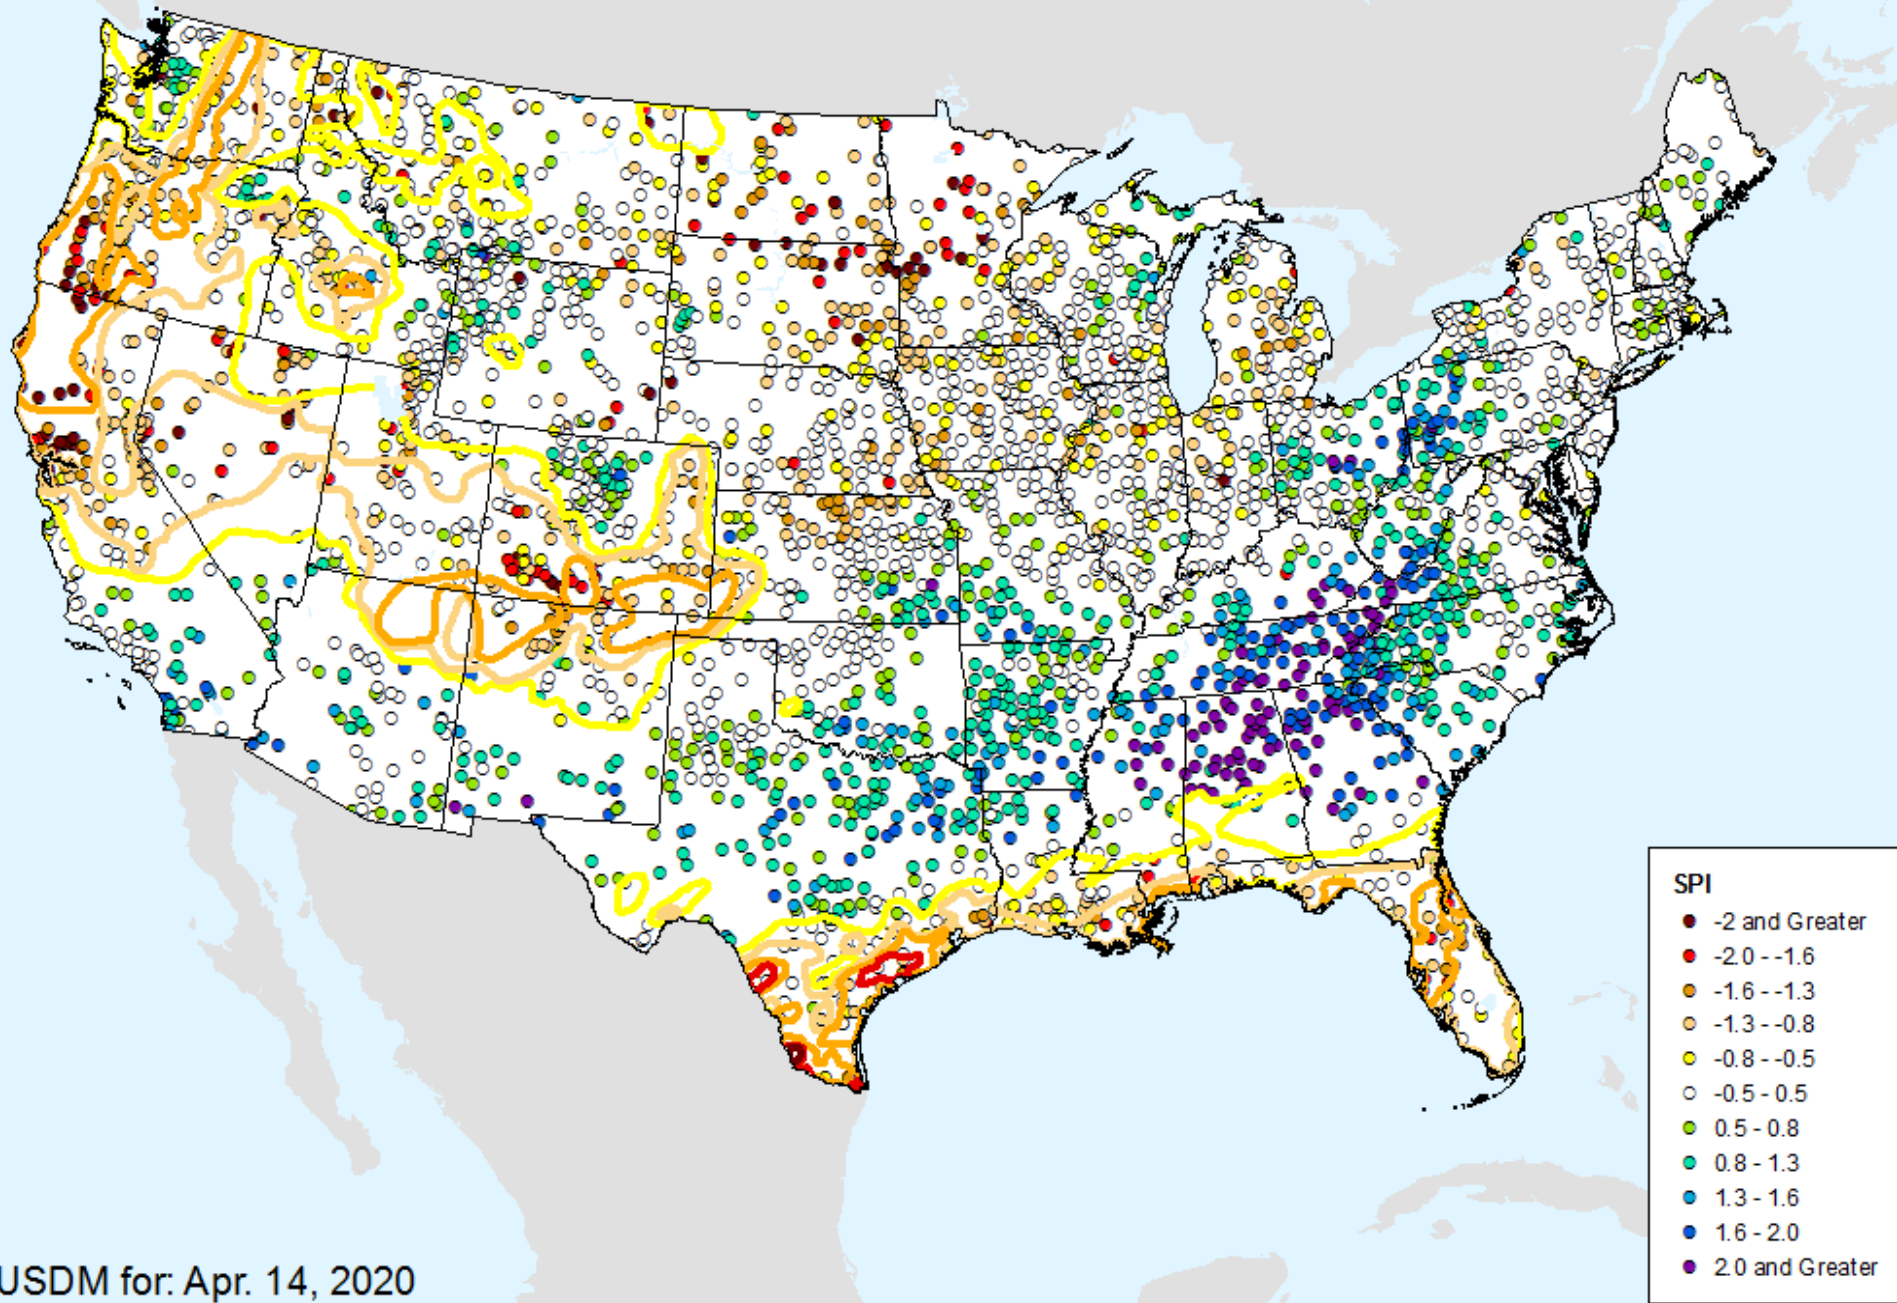 SPI
-2 and Greater
-2.0 - -1.6
-1.6 - -1.3
-1.3 - -0.8
-0.8 - -0.5
-0.5 - 0.5
0.5 - 0.8
0.8 - 1.3
1.3 - 1.6
1.6 - 2.0
2.0 and Greater
USDM for: Apr. 14, 2020